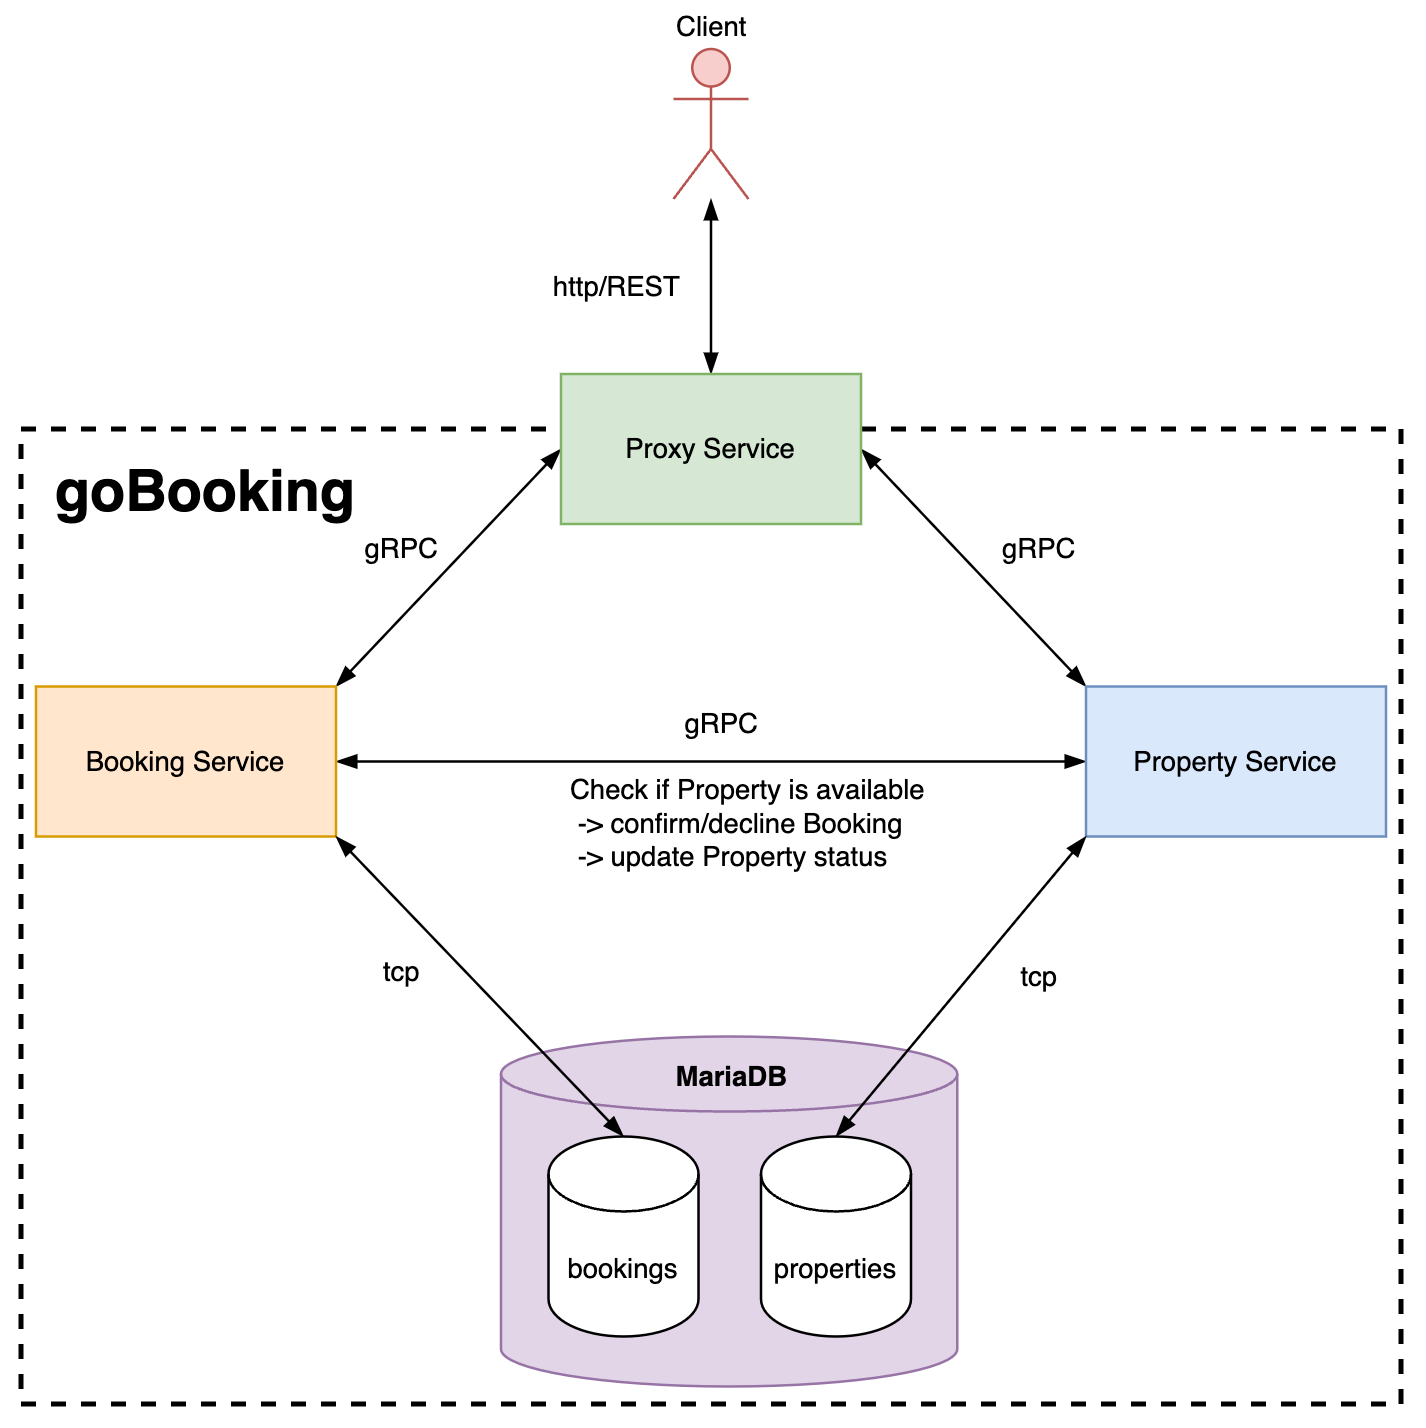 Client
http/REST
Proxy Service
goBooking
gRPC
gRPC
gRPC
Booking Service
Property Service
Check if Property is available
-> confirm/decline Booking
-> update Property status
tcp
tcp
MariaDB
bookings
properties